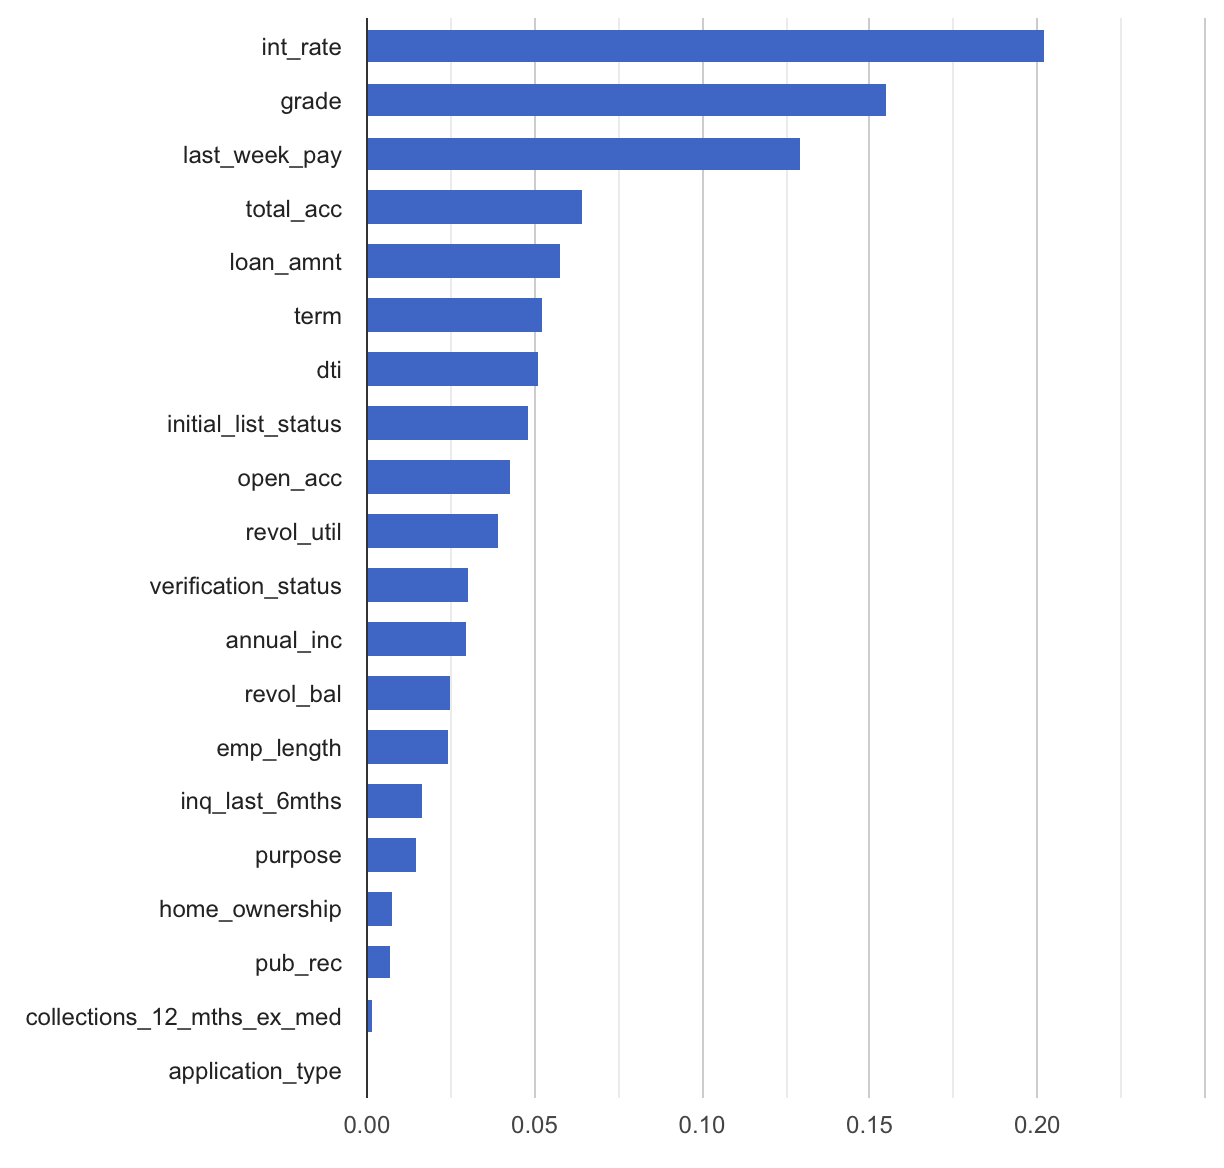 int_rate
grade
last_week_pay
total_acc
loan_amnt
term
dti
initial_list_status
open_acc
revol_util
verification_status
annual_inc
revol_bal
emp_length
inq_last_6mths
purpose
home_ownership
pub_rec
collections_12_mths_ex_med
application_type
0.00 0.05 0.10 0.15 0.20